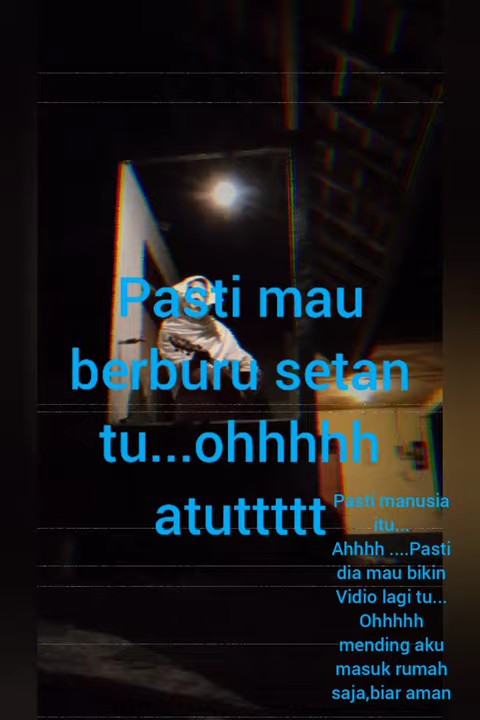 Pasti mau
berburu setan
tu...ohhhhh
atuttttt
Pasti manusia
itu...
Ahhhh ....Pasti
dia mau bikin
Vidio lagi tu...
Ohhhhh
mending aku
masuk rumah
saja,biar aman